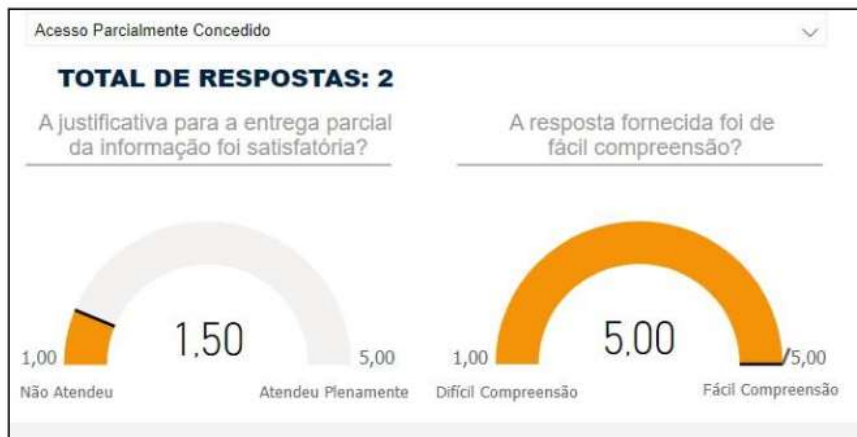 Acesso Parcialmente Concedido
TOTAL DE RESPOSTAS: 2
A justificativa para a entrega parcial
da informação foi satisfatória?
A resposta fornecida foi de
fácil compreensão?
1,50
1,00
5,00
Não Atendeu
Atendeu Plenamente
5,00
1,00
5,00
Difícil Compreensão
Fácil Compreensão